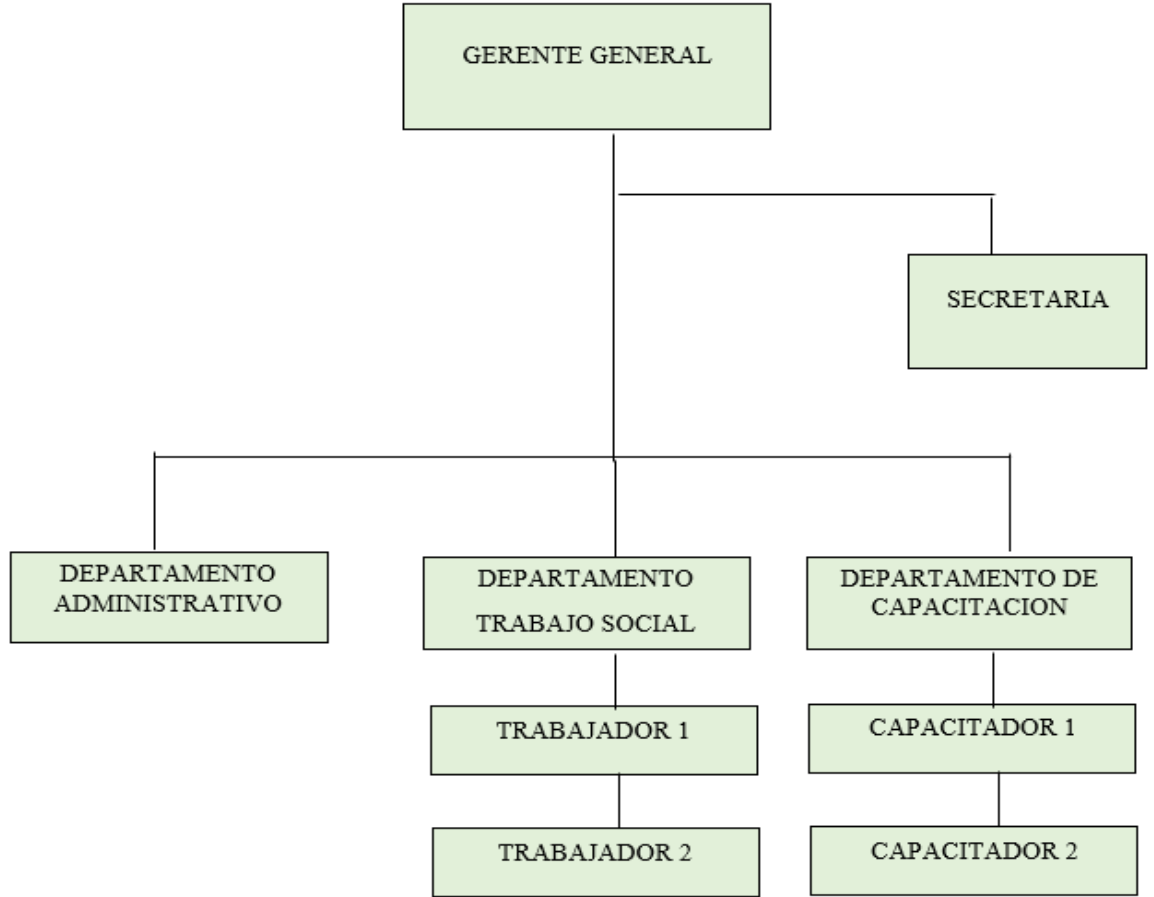 GERENTE GENERAL
SECRETARIA
DEPARTAMENTO
ADMINISTRATIVO
DEPARTAMENTO
TRABAJO SOCIAL
DEPARTAMENTO DE
CAPACITACION
TRABAJADOR 1
CAPACITADOR 1
TRABAJADOR 2
CAPACITADOR 2